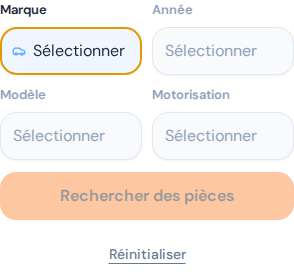 Marque Année
Sélectionner Sélectionner
Modèle Motorisation
Sélectionner Sélectionner
Rechercher des pièces
Réinitialiser